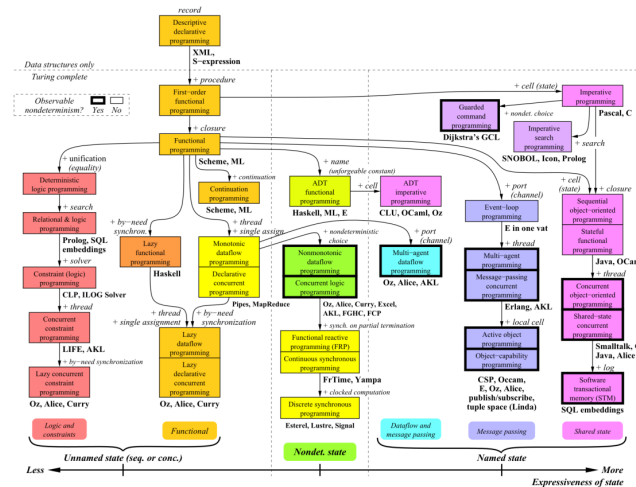 record
Descriptive
declarative
programming
XML,
S-expression
Data structures only
Turing complete
+ procedure
+ cell (state)
Observable
nondeterminism?
Yes
No
First-order
functional
programming
Guarded
command
programming
+ nondet. choice
Dijkstra's GCL
Imperative
programming
Pascal, C
Imperative
search programming
+ search
SNOBOL, Icon, Prolog
+ closure
Functional
programming
Scheme, ML
+ unification
(equality)
+ continuation
+ name
(unforgeable constant)
+ cell
+ port
(channel)
+ cell
(state)
+ closure
Deterministic
logic programming
Continuation
programming
Scheme, ML
ADT
functional
programming
Haskell, ML, E
ADT
imperative
programming
CLU, OCaml, Oz
Event-loop
programming
E in one vat
Sequential
object-oriented
programming
Stateful
functional
programming
Java, OCam
+ search
Relational & logic
programming
Prolog, SQL
embeddings
+ by-need
synchron.
+ thread
+ single assign.
+ nondeterministic
choice
+ port
(channel)
+ thread
+ thread
Lazy
functional
programming
Haskell
Monotonic
dataflow
programming
Declarative
concurrent
programming
Pipes, MapReduce
Nonmonotonic
dataflow
programming
Concurrent logic
programming
Oz, Alice, Curry, Excel,
AKL, FGHC, FCP
Multi-agent
dataflow
programming
Oz, Alice, AKL
Multi-agent
programming
Message-passing
concurrent
programming
Erlang, AKL
Concurrent
object-oriented
programming
Shared-state
concurrent
programming
Smalltalk,
Java, Alice
+ solver
Constraint (logic)
programming
CLP, ILOG Solver
+ thread
Concurrent
constraint
programming
LIFE, AKL
+ by-need synchronization
Lazy concurrent
constraint
programming
Oz, Alice, Curry
+ thread
+ single assignment
+ by-need
synchronization
Lazy
dataflow
programming
Lazy
declarative
concurrent
programming
Oz, Alice, Curry
+ synch. on partial termination
Functional reactive
programming (FRP)
Continuous synchronous
programming
FrTime, Yampa
+ clocked computation
Discrete synchronous
programming
Esterel, Lustre, Signal
+ local cell
Active object
programming
Object-capability
programming
CSP, Occam,
E, Oz, Alice,
publish/subscribe,
tuple space (Linda)
+ log
Software
transactional
memory (STM)
SQL embeddings
Logic and
constraints
Functional
Dataflow and
message passing
Message passing
Shared state
Unnamed state (seq. or conc.)
Nondet. state
Named state
Less
More
Expressiveness of state